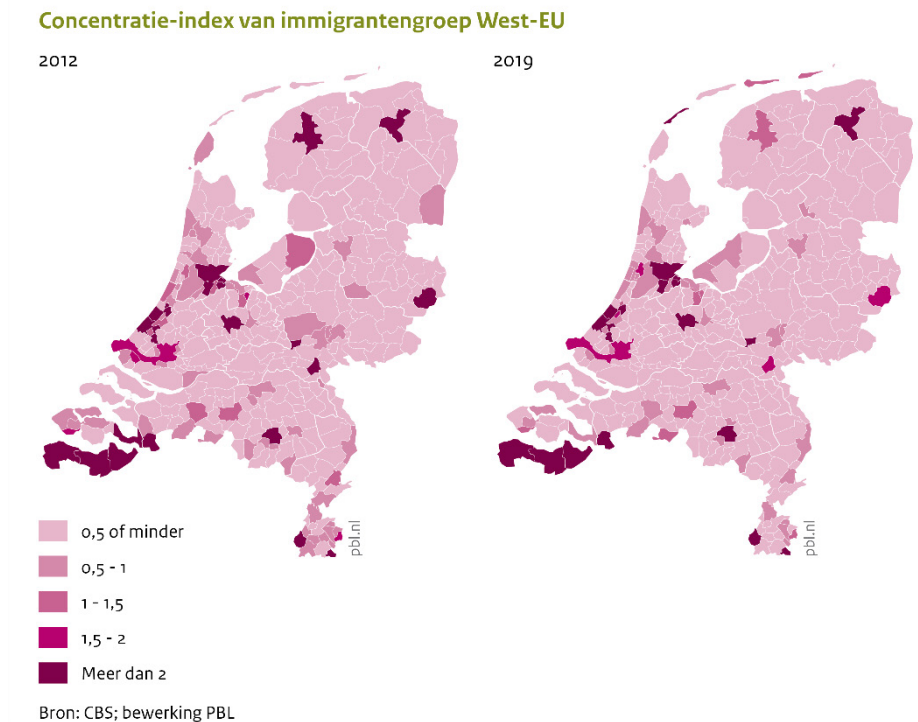 Concentratie-index van immigrantengroep West-EU
2012
2019
0,5 of minder
0,5 - 1
1 - 1,5
1,5 - 2
Meer dan 2
pbl.nl
pbl.nl
Bron: CBS; bewerking PBL